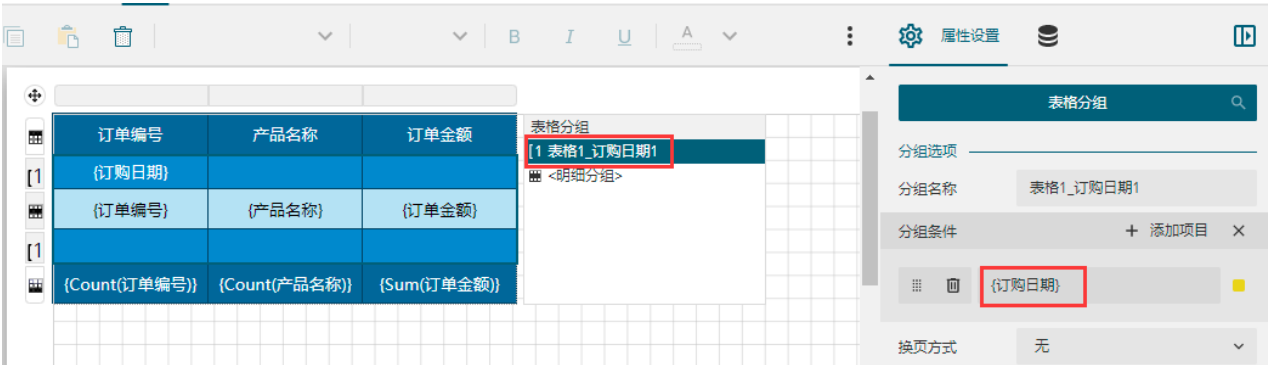 B I U A
属性设置
表格分组
订单编号 产品名称 订单金额
表格分组
[1 表格1_订购日期1
<明细分组>
[1
{订购日期}
{订单编号} {产品名称} {订单金额}
[1
{Count(订单编号)} {Count(产品名称)} {Sum(订单金额)}
分组选项
分组名称 表格1_订购日期1
分组条件 + 添加项目 ×
{订购日期}
换页方式 无